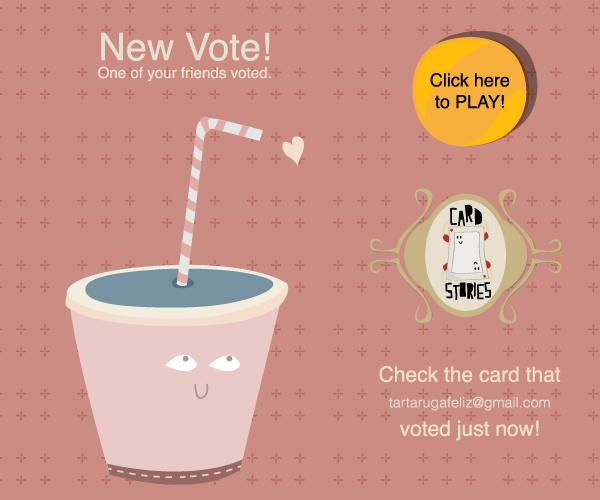 New Vote!
One of your friends voted.
Click here
to PLAY!
CARD
STORIES
Check the card that
tartarugafeliz@gmail.com
voted just now!